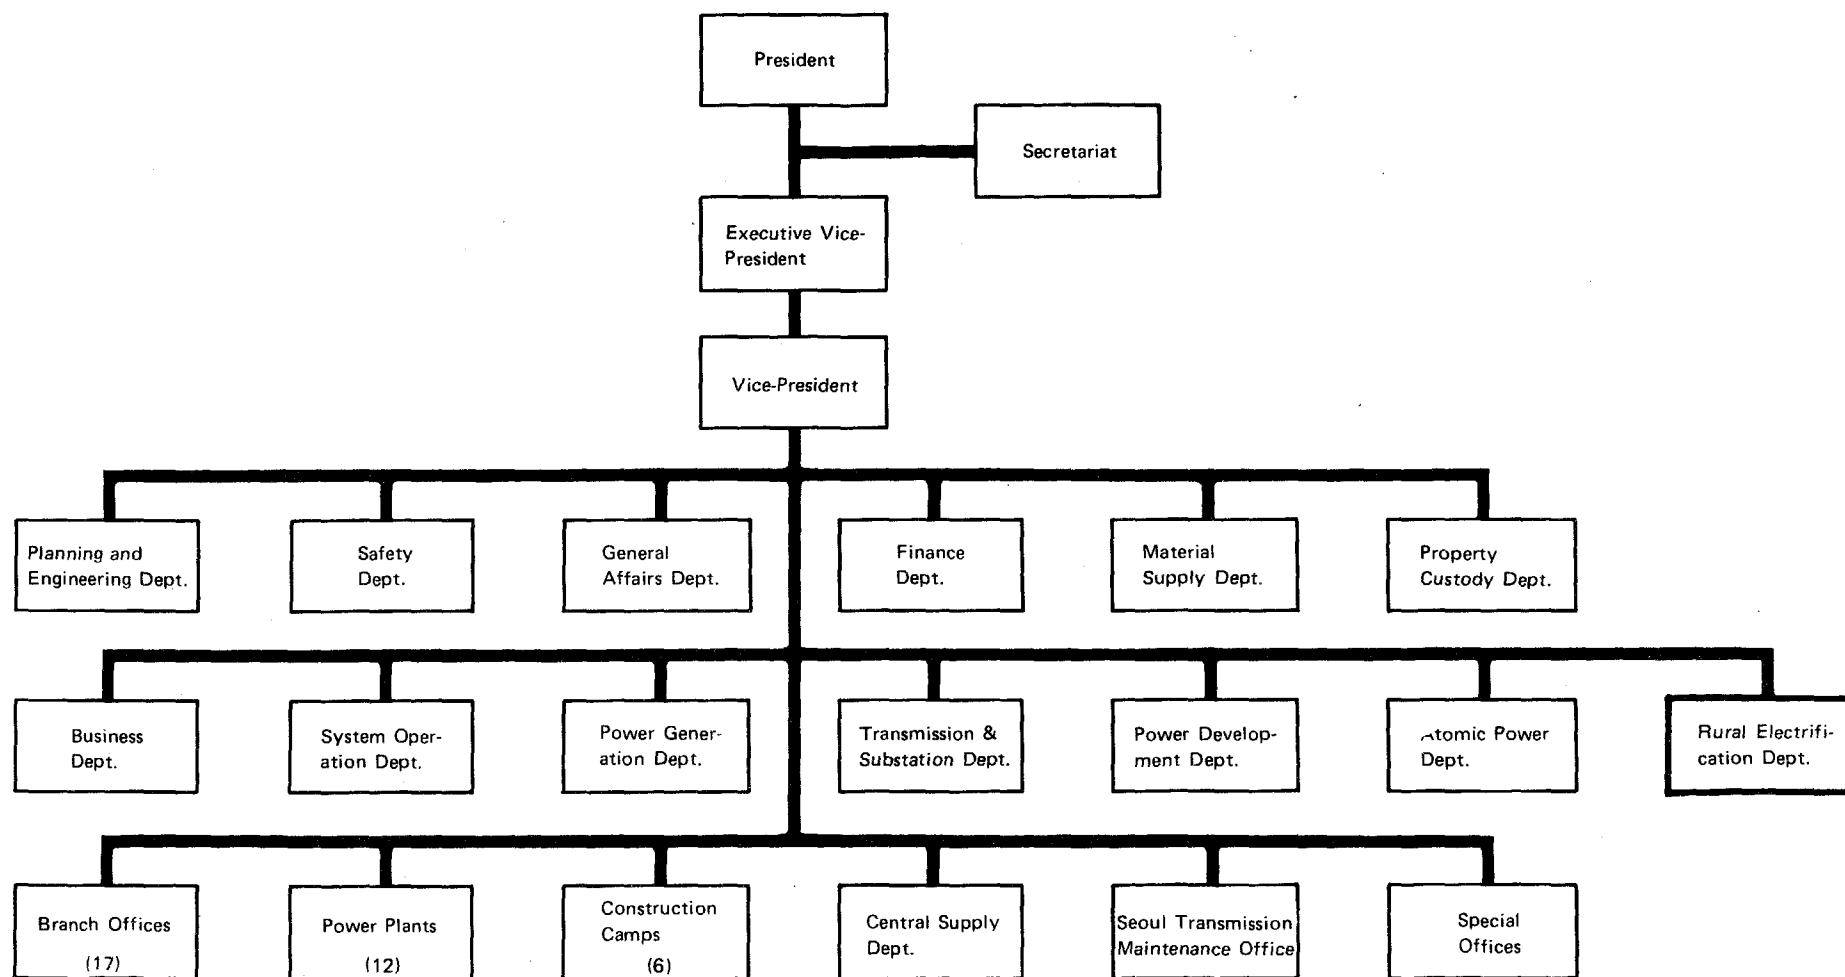 President
Secretariat
Executive Vice-
President
Vice-President
Planning and
Engineering Dept.
Safety
Dept.
General
Affairs Dept.
Finance
Dept.
Material
Supply Dept.
Property
Custody Dept.
Business
Dept.
System Oper-
ation Dept.
Power Gener-
ation Dept.
Transmission &
Substation Dept.
Power Develop-
ment Dept.
Atomic Power
Dept.
Rural Electrifi-
cation Dept.
Branch Offices
(17)
Power Plants
(12)
Construction
Camps
(6)
Central Supply
Dept.
Seoul Transmission
Maintenance Office
Special
Offices